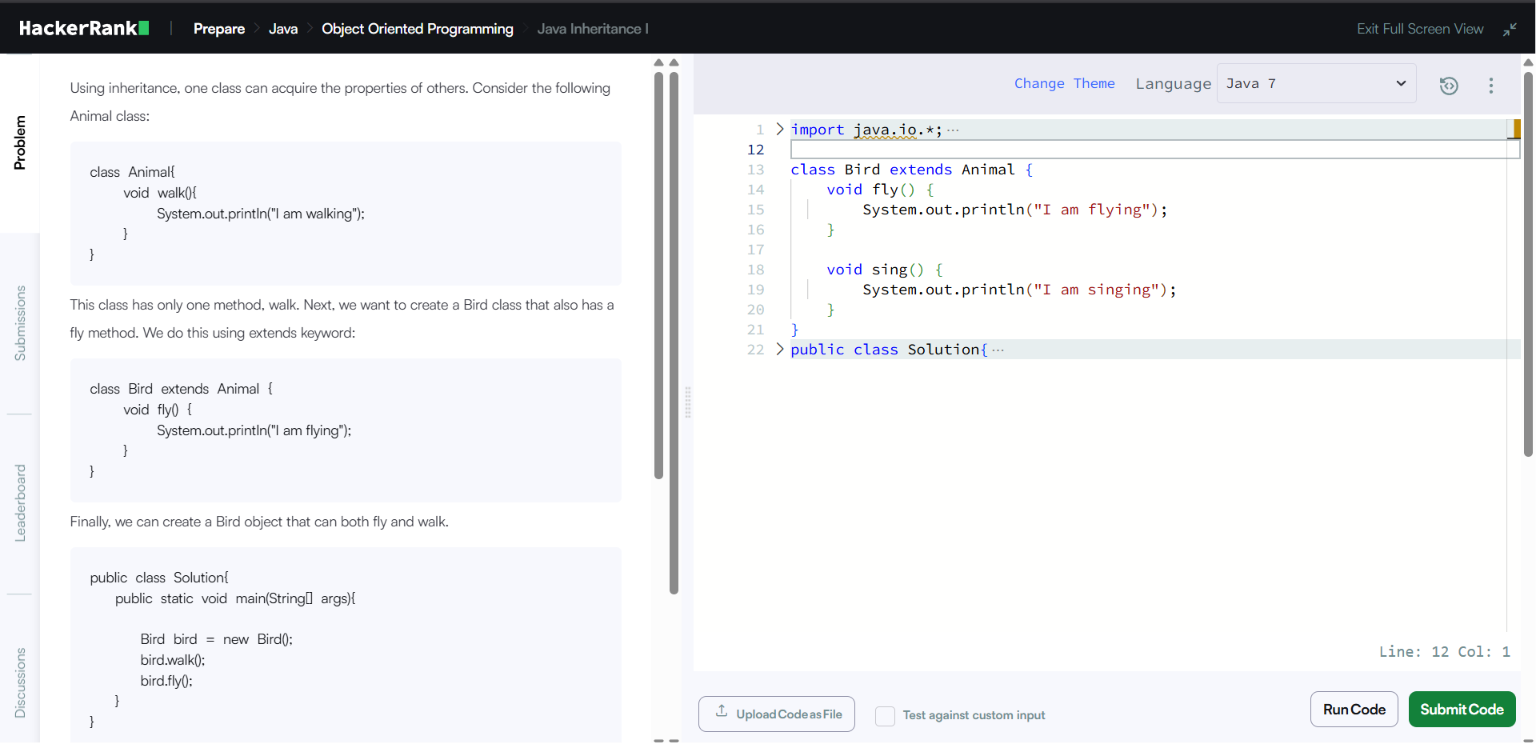 HackerRank | Prepare > Java > Object Oriented Programming > Java Inheritance I
Exit Full Screen View
Problem
Submissions
Leaderboard
Discussions
Using inheritance, one class can acquire the properties of others. Consider the following
Animal class:
class Animal{
void walk(){
System.out.println("I am walking");
}
}
This class has only one method, walk. Next, we want to create a Bird class that also has a
fly method. We do this using extends keyword:
class Bird extends Animal {
void fly() {
System.out.println("I am flying");
}
}
Finally, we can create a Bird object that can both fly and walk.
public class Solution{
public static void main(String[] args){
Bird bird = new Bird();
bird.walk();
bird.fly();
}
}
Change Theme Language Java 7
1 import java.io.*; ···
12
13 class Bird extends Animal {
14 void fly() {
15 System.out.println("I am flying");
16 }
17
18 void sing() {
19 System.out.println("I am singing");
20 }
21 }
22 public class Solution{ ···
Line: 12 Col: 1
Upload Code as File
Test against custom input
Run Code
Submit Code